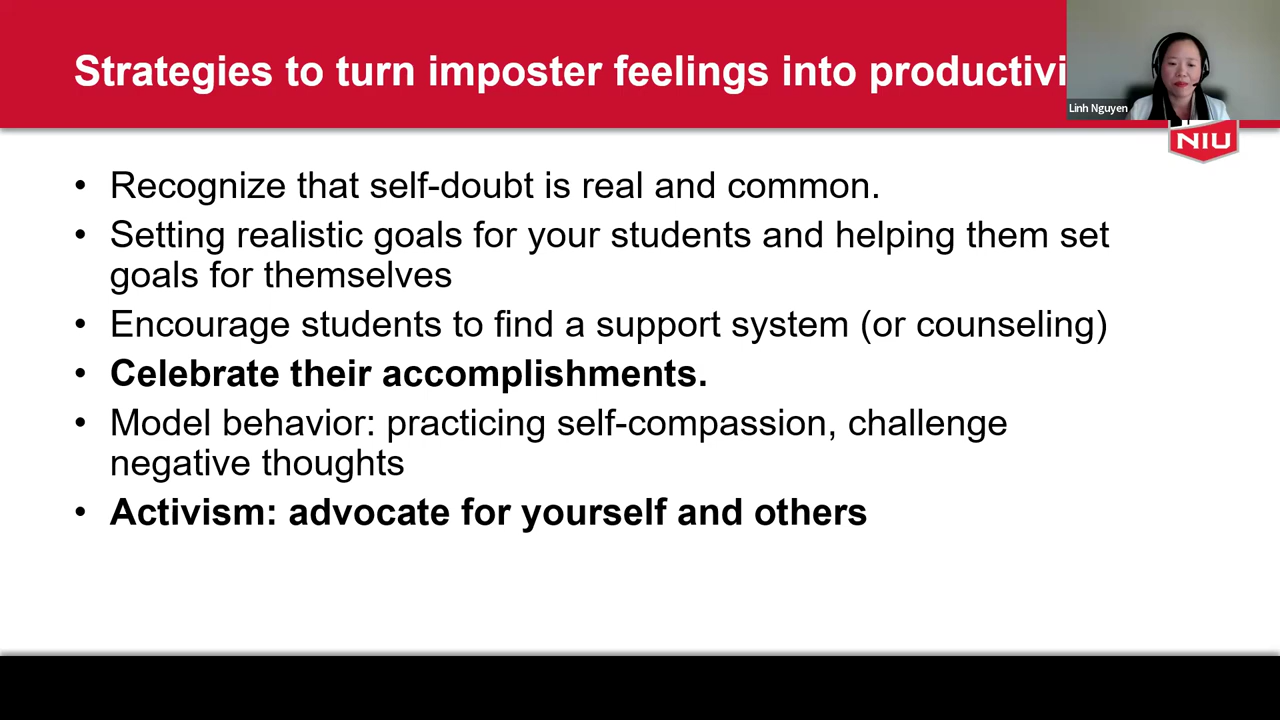 Strategies to turn imposter feelings into
Linh Nguyen
NIU
• Recognize that self-doubt is real and common.
• Setting realistic goals for your students and helping them set
goals for themselves
• Encourage students to find a support system (or counseling)
• Celebrate their accomplishments.
• Model behavior: practicing self-compassion, challenge
negative thoughts
• Activism: advocate for yourself and others